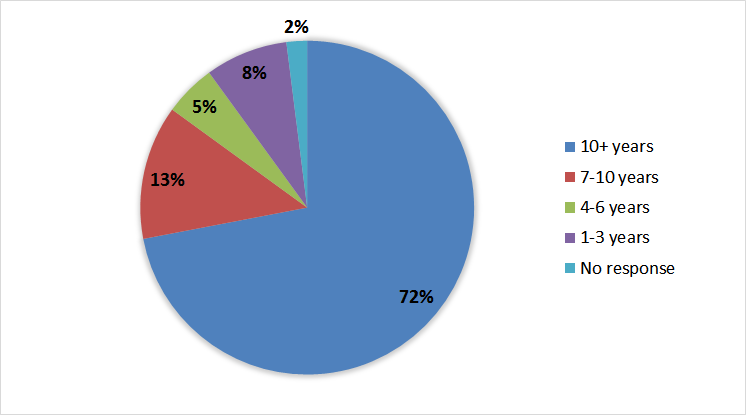 2%
8%
5%
13%
72%
10+ years
7-10 years
4-6 years
1-3 years
No response